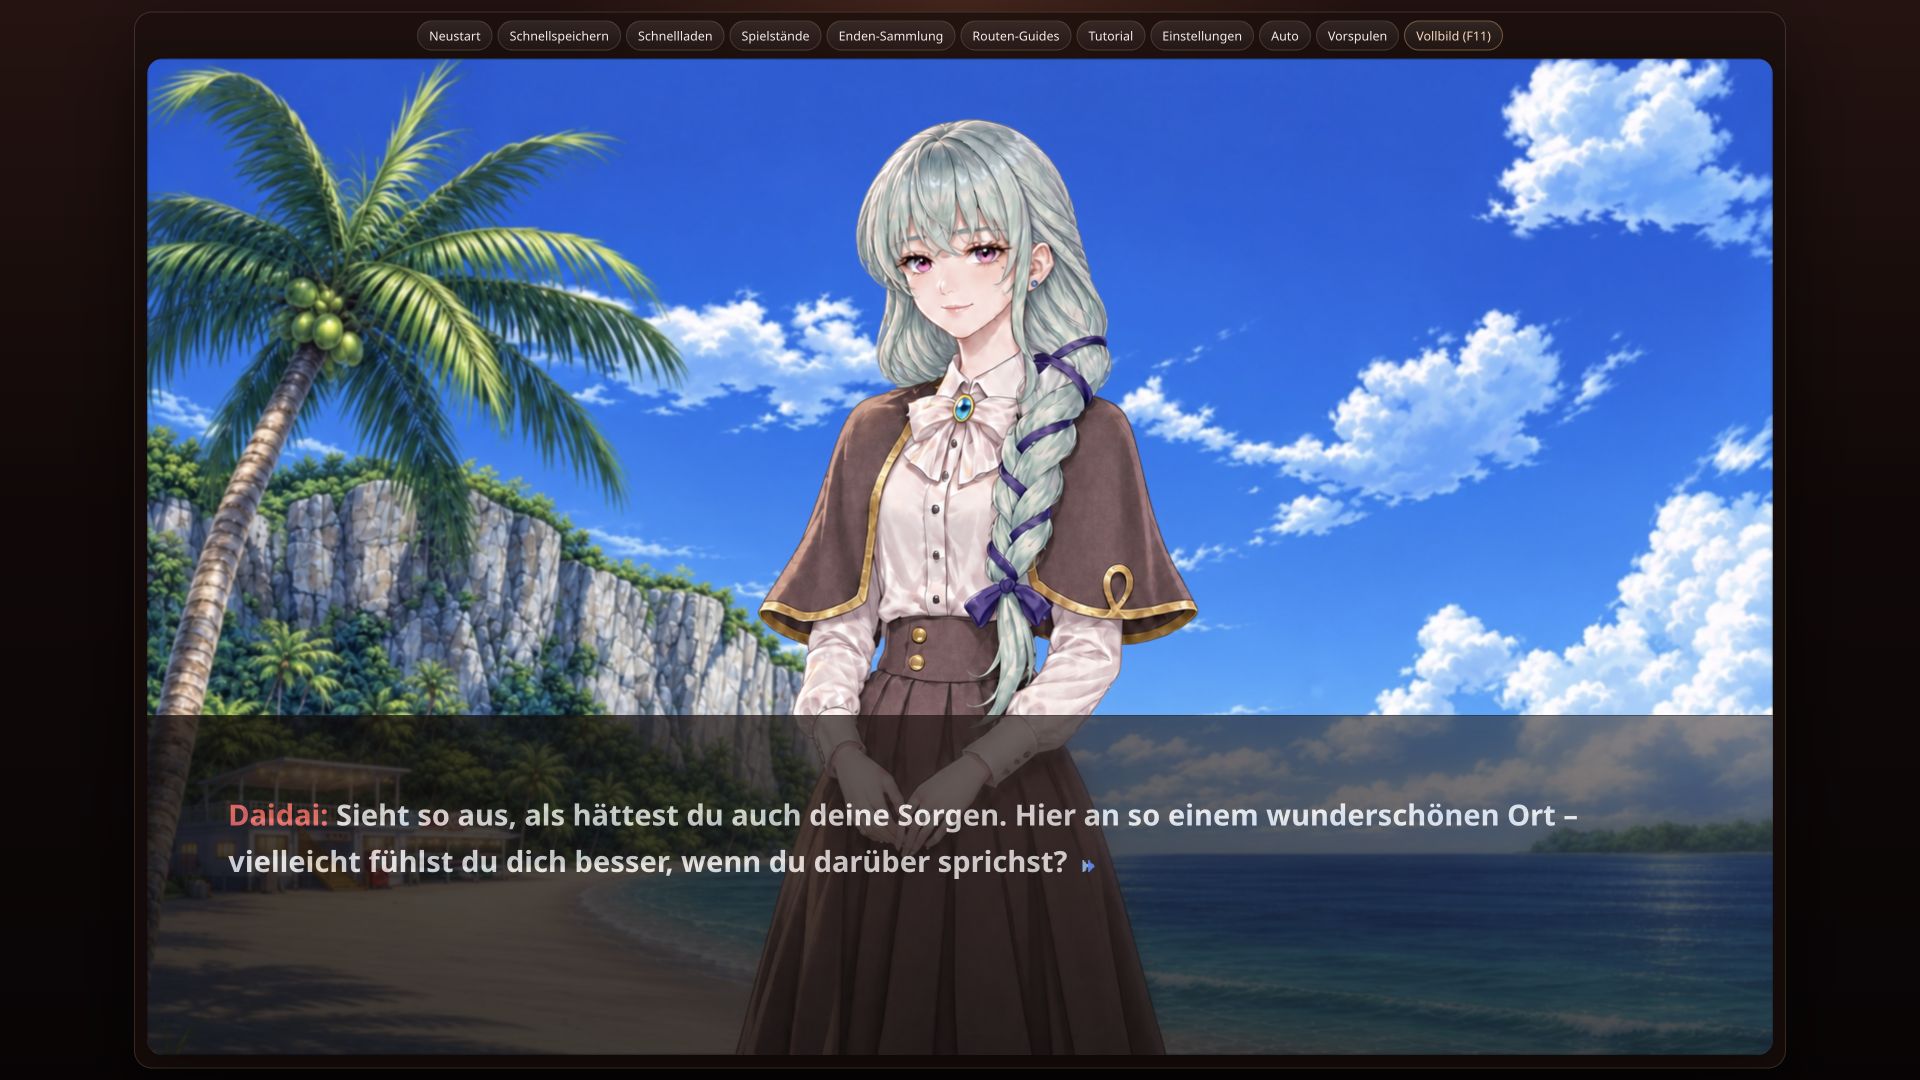 Neustart Schnellspeichern Schnellladen Spielstände Enden-Sammlung Routen-Guides Tutorial Einstellungen Auto Vorspulen Vollbild (F11)
Daidai: Sieht so aus, als hättest du auch deine Sorgen. Hier an so einem wunderschönen Ort –
vielleicht fühlst du dich besser, wenn du darüber sprichst?